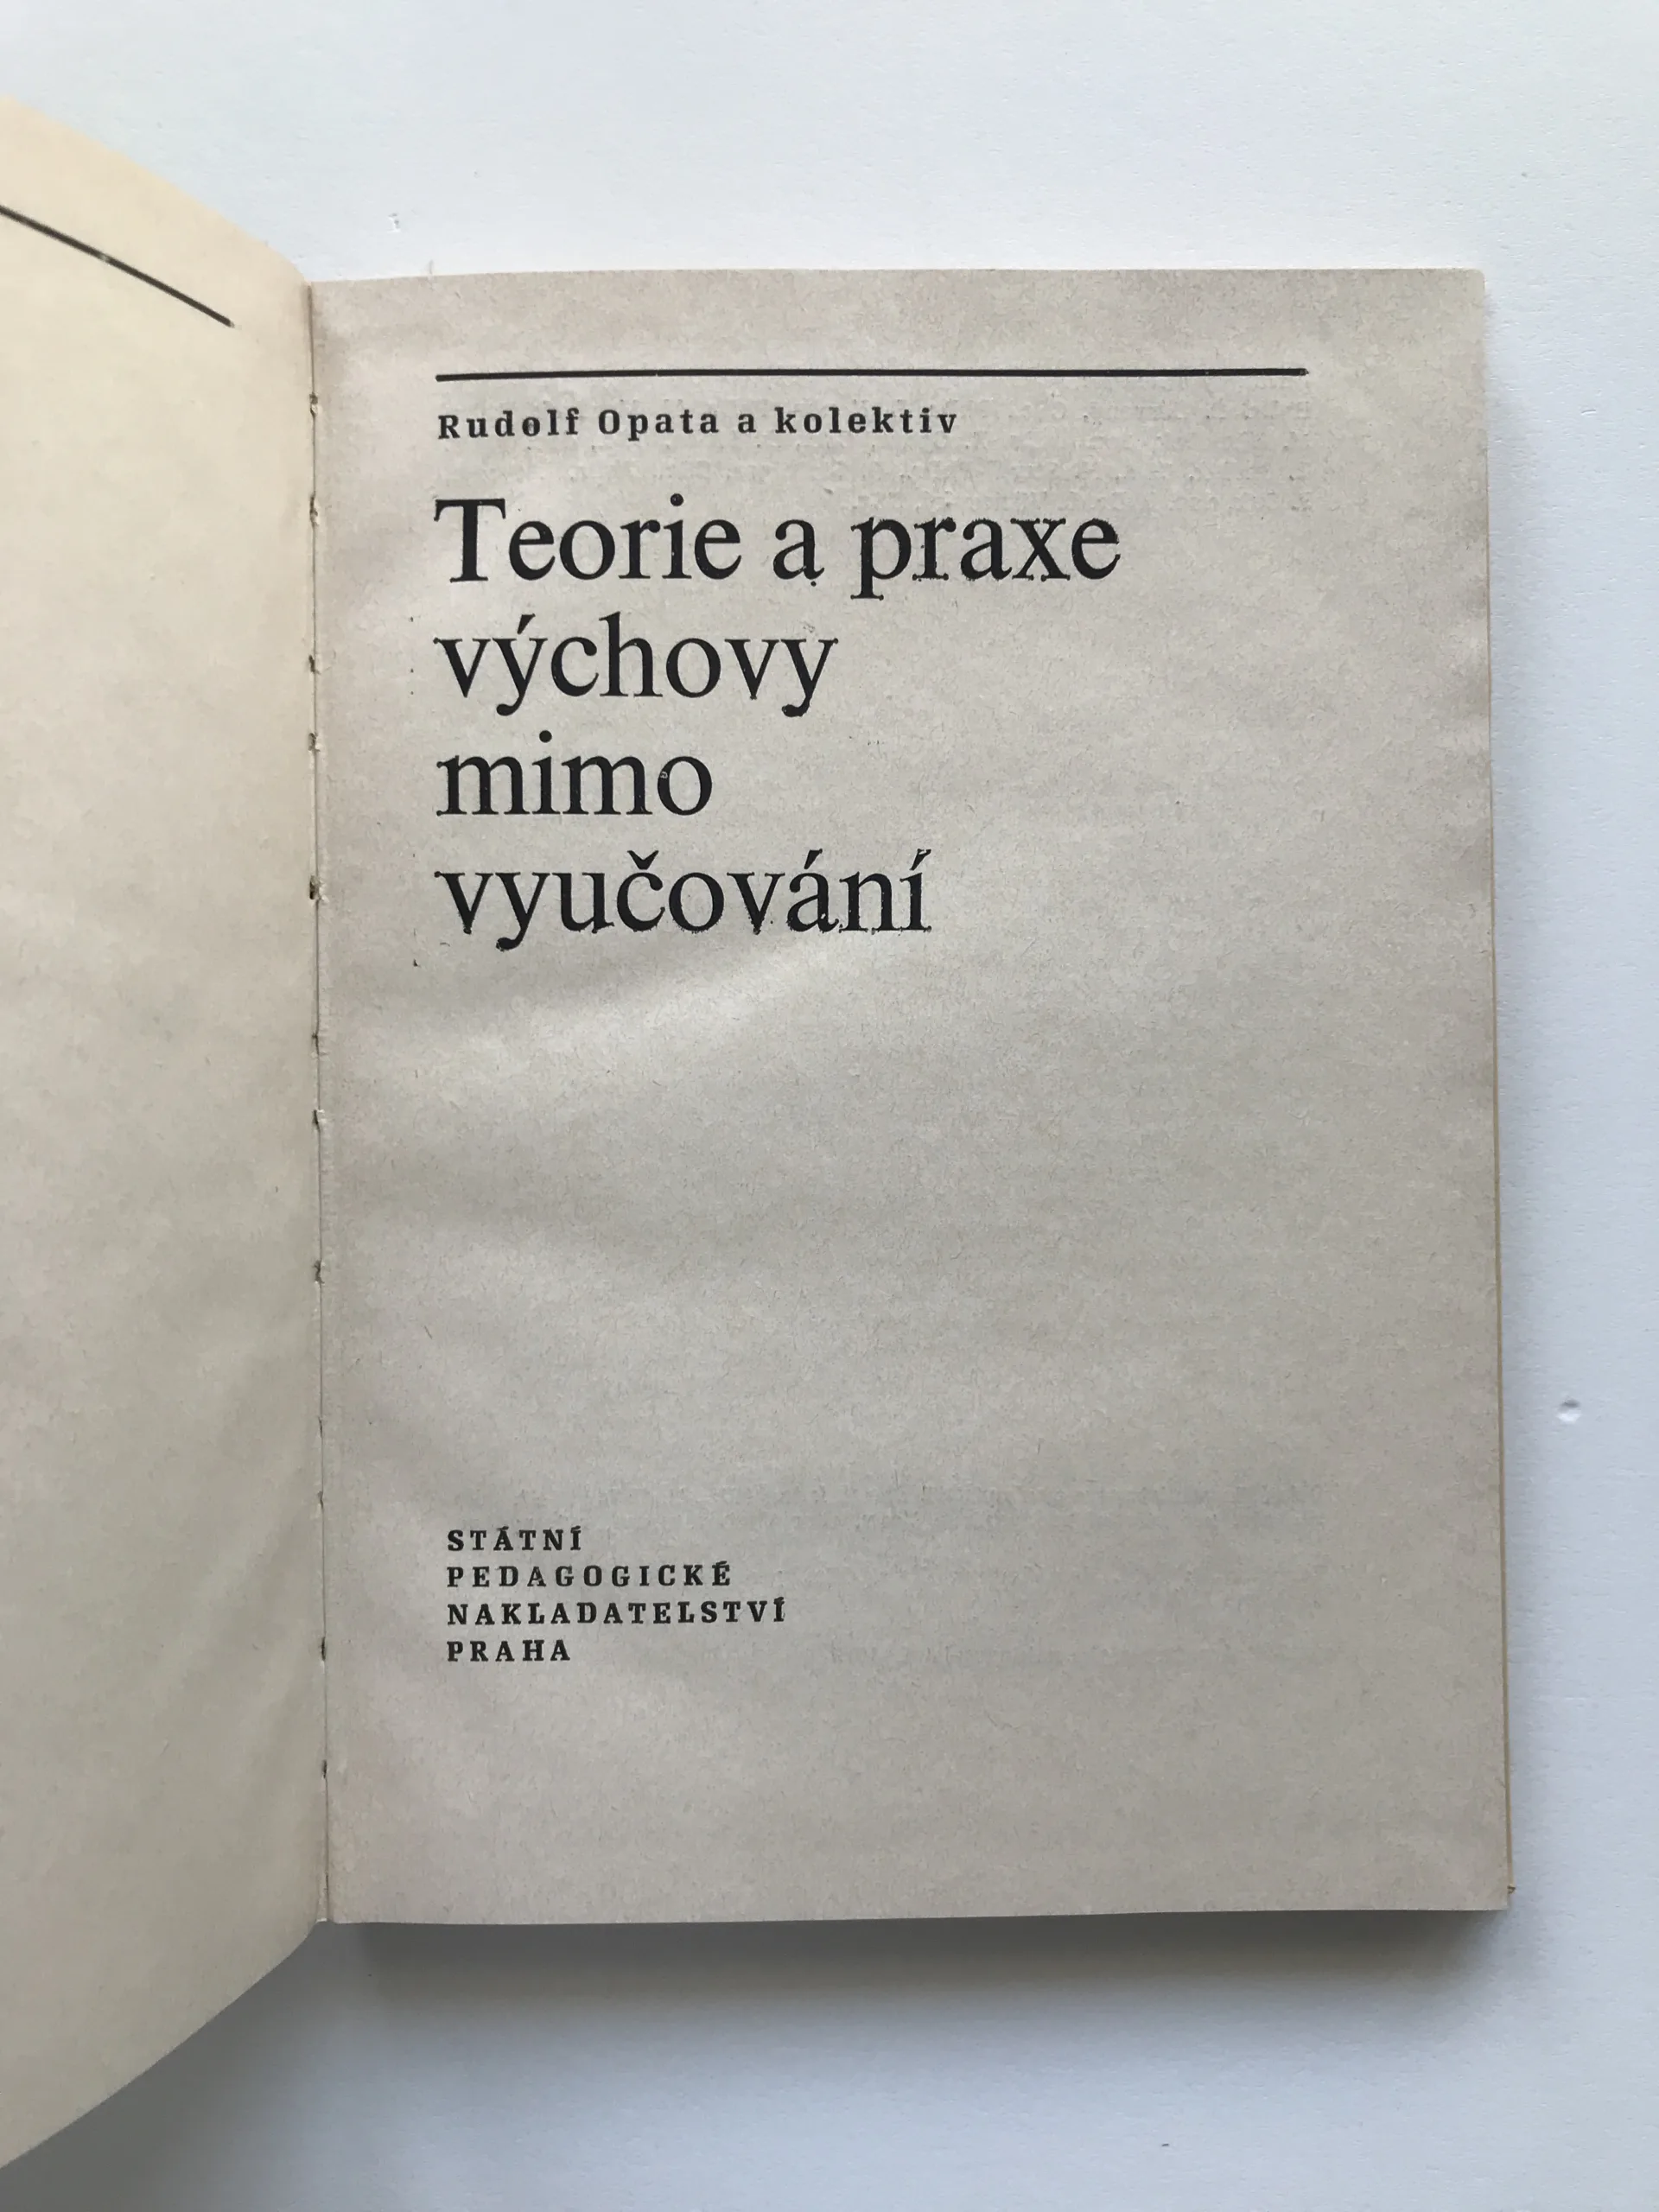 Rudolf Opata a kolektiv
Teorie a praxe
výchovy
mimo
vyučování
STÁTNÍ
PEDAGOGICKÉ
NAKLADATELSTVÍ
PRAHA